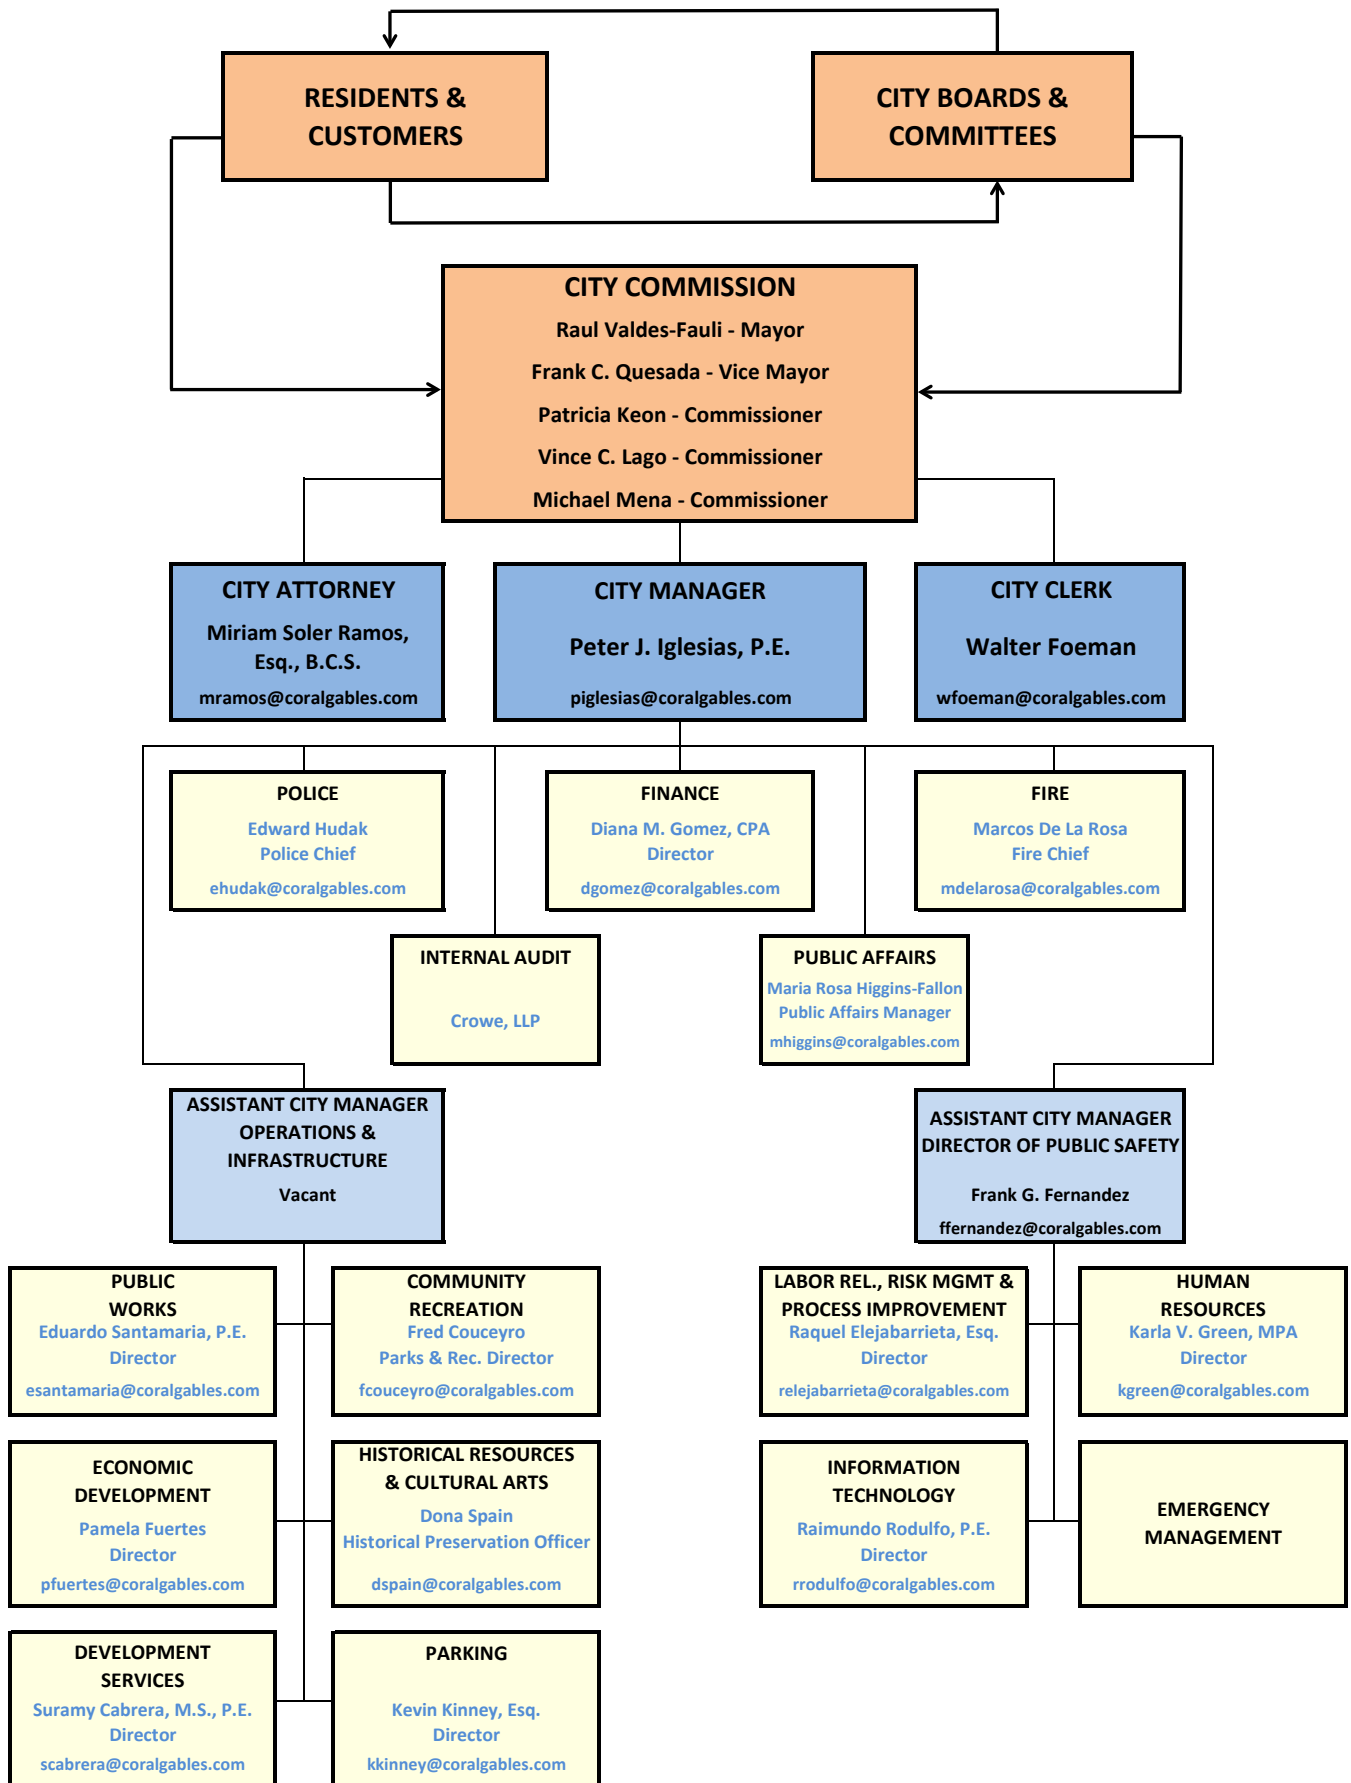 RESIDENTS &
CUSTOMERS
CITY BOARDS &
COMMITTEES
CITY COMMISSION
Raul Valdes-Fauli - Mayor
Frank C. Quesada - Vice Mayor
Patricia Keon - Commissioner
Vince C. Lago - Commissioner
Michael Mena - Commissioner
CITY ATTORNEY
Miriam Soler Ramos,
Esq., B.C.S.
mramos@coralgables.com
CITY MANAGER
Peter J. Iglesias, P.E.
piglesias@coralgables.com
CITY CLERK
Walter Foeman
wfoeman@coralgables.com
POLICE
Edward Hudak
Police Chief
ehudak@coralgables.com
FINANCE
Diana M. Gomez, CPA
Director
dgomez@coralgables.com
FIRE
Marcos De La Rosa
Fire Chief
mdelarosa@coralgables.com
INTERNAL AUDIT
Crowe, LLP
PUBLIC AFFAIRS
Maria Rosa Higgins-Fallon
Public Affairs Manager
mhiggins@coralgables.com
ASSISTANT CITY MANAGER
OPERATIONS &
INFRASTRUCTURE
Vacant
ASSISTANT CITY MANAGER
DIRECTOR OF PUBLIC SAFETY
Frank G. Fernandez
ffernandez@coralgables.com
PUBLIC
WORKS
Eduardo Santamaria, P.E.
Director
esantamaria@coralgables.com
COMMUNITY
RECREATION
Fred Couceyro
Parks & Rec. Director
fcouceyro@coralgables.com
LABOR REL., RISK MGMT &
PROCESS IMPROVEMENT
Raquel Elejabarrieta, Esq.
Director
relejabarrieta@coralgables.com
HUMAN
RESOURCES
Karla V. Green, MPA
Director
kgreen@coralgables.com
ECONOMIC
DEVELOPMENT
Pamela Fuertes
Director
pfuertes@coralgables.com
HISTORICAL RESOURCES
& CULTURAL ARTS
Dona Spain
Historical Preservation Officer
dspain@coralgables.com
INFORMATION
TECHNOLOGY
Raimundo Rodulfo, P.E.
Director
rrodulfo@coralgables.com
EMERGENCY
MANAGEMENT
DEVELOPMENT
SERVICES
Suramy Cabrera, M.S., P.E.
Director
scabrera@coralgables.com
PARKING
Kevin Kinney, Esq.
Director
kkinney@coralgables.com